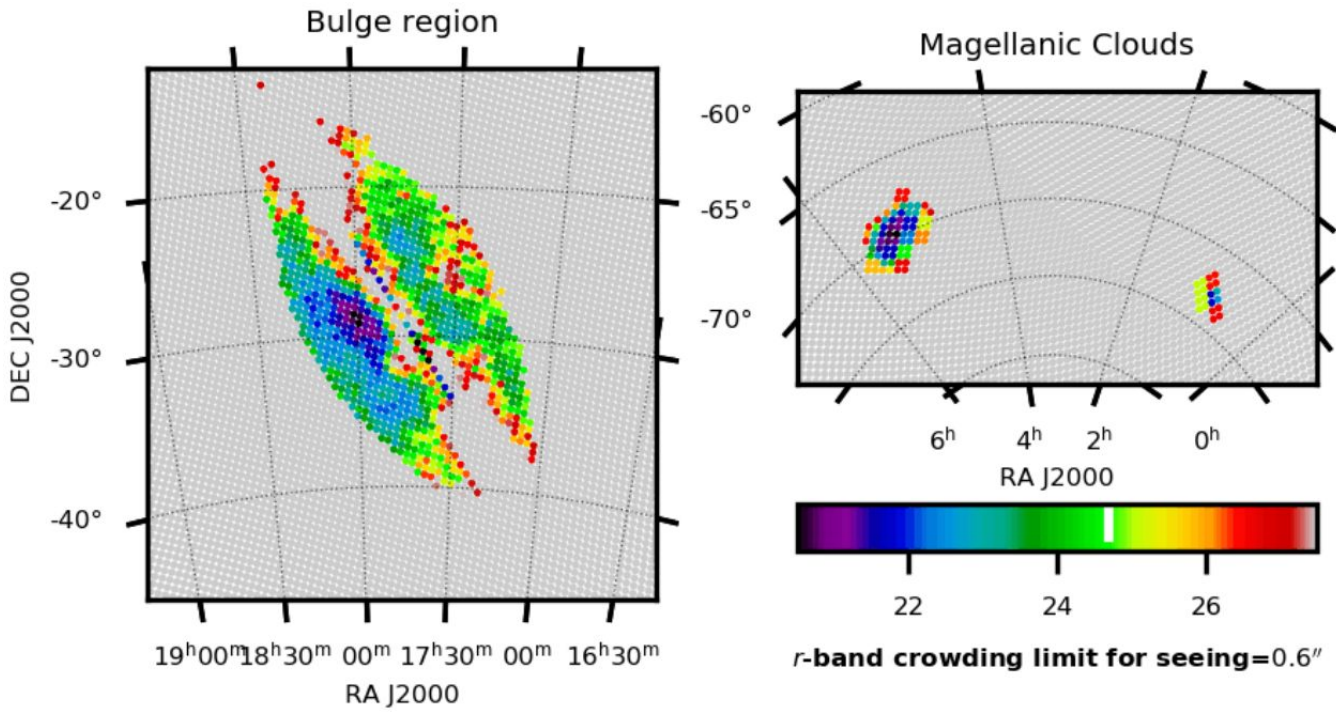 Bulge region
-20°
-30°
-40°
DEC J2000
19ʰ00ᵐ18ʰ30ᵐ 00ᵐ 17ʰ30ᵐ 00ᵐ 16ʰ30ᵐ
RA J2000
Magellanic Clouds
-60°
-65°
-70°
6ʰ 4ʰ 2ʰ 0ʰ
RA J2000
22 24 26
r-band crowding limit for seeing=0.6″